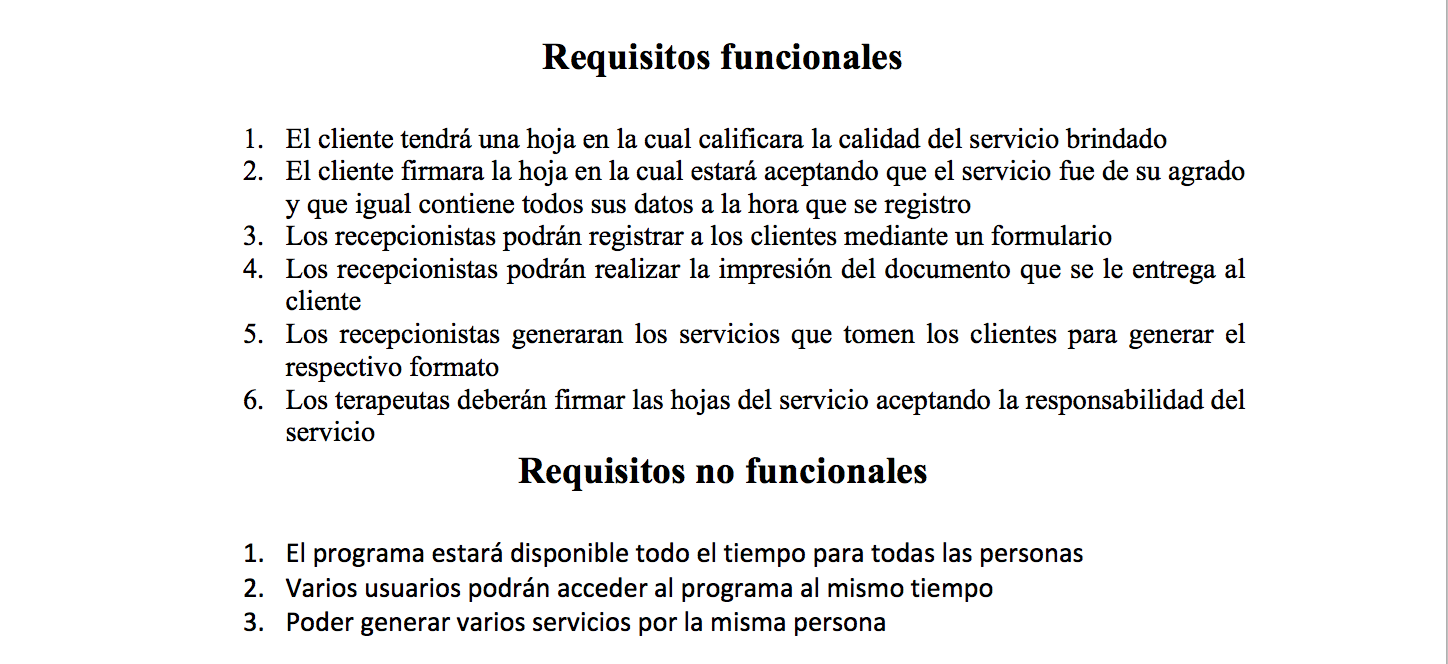 Requisitos funcionales
1. El cliente tendrá una hoja en la cual calificara la calidad del servicio brindado
2. El cliente firmara la hoja en la cual estará aceptando que el servicio fue de su agrado
y que igual contiene todos sus datos a la hora que se registro
3. Los recepcionistas podrán registrar a los clientes mediante un formulario
4. Los recepcionistas podrán realizar la impresión del documento que se le entrega al
cliente
5. Los recepcionistas generaran los servicios que tomen los clientes para generar el
respectivo formato
6. Los terapeutas deberán firmar las hojas del servicio aceptando la responsabilidad del
servicio
Requisitos no funcionales
1. El programa estará disponible todo el tiempo para todas las personas
2. Varios usuarios podrán acceder al programa al mismo tiempo
3. Poder generar varios servicios por la misma persona